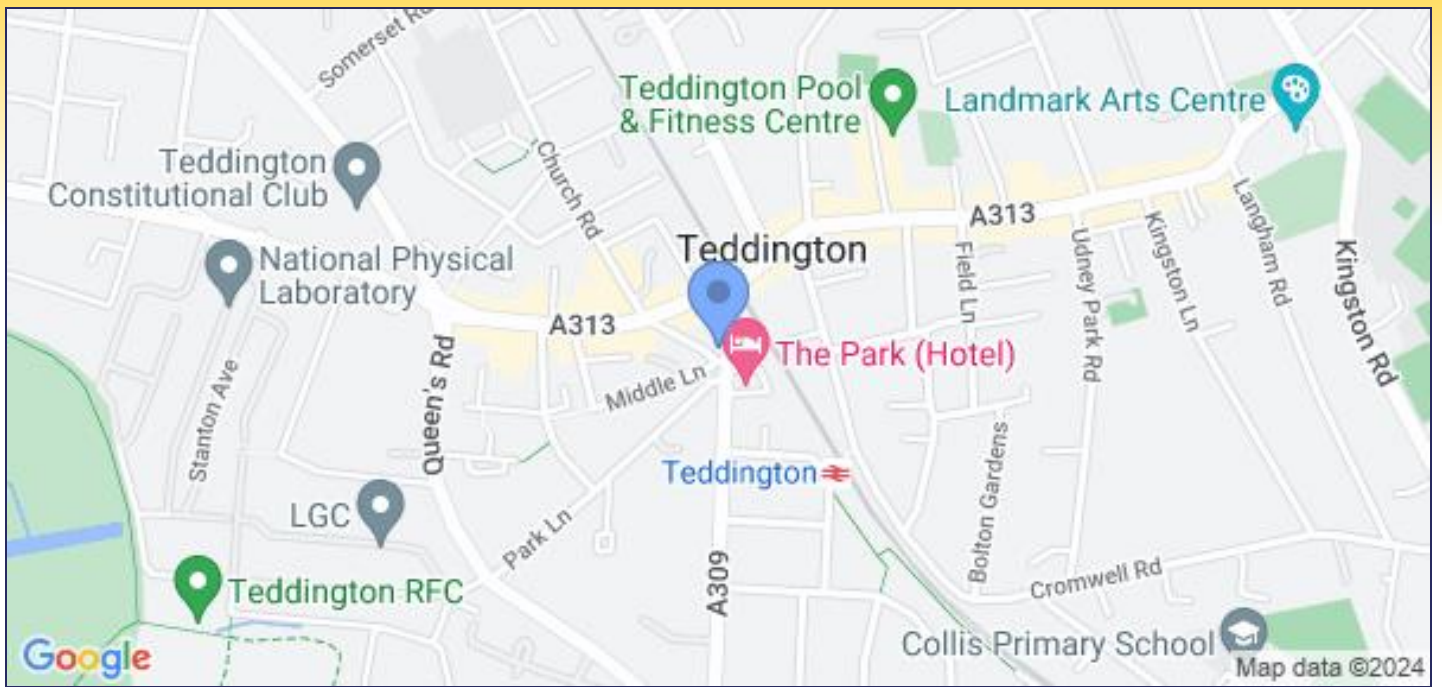 Somerset Rd
Teddington Pool
& Fitness Centre
Landmark Arts Centre
Teddington
Constitutional Club
Church Rd
A313
Langham Rd
Kingston Ln
Udney Park Rd
Field Ln
Teddington
National Physical
Laboratory
Kingston Rd
A313
The Park (Hotel)
Middle Ln
Queen's Rd
Stanton Ave
Teddington
Bolton Gardens
LGC
Park Ln
A309
Cromwell Rd
Teddington RFC
Collis Primary School
Google
Map data ©2024